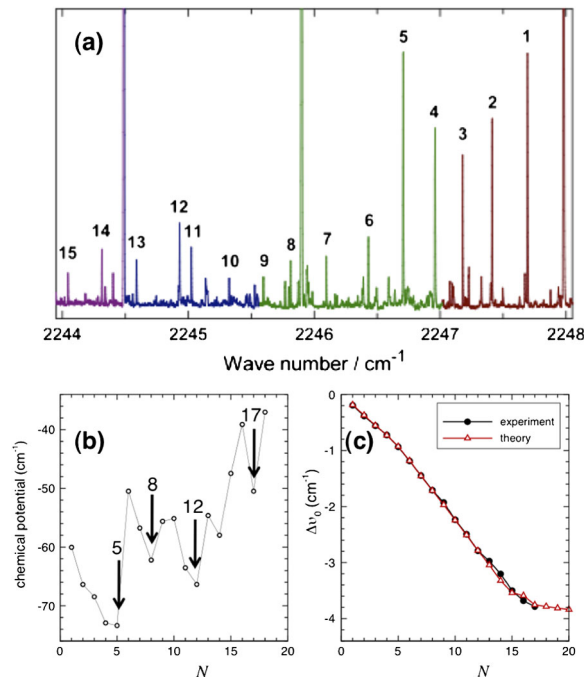 (a)
1
2
3
4
5
6
7
8
9
10
11
12
13
14
15
2244 2245 2246 2247 2248
Wave number / cm⁻¹
(b)
17
8
12
5
chemical potential (cm⁻¹)
-40
-50
-60
-70
0 5 10 15 20
N
(c)
experiment
theory
Δν₀ (cm⁻¹)
0
-1
-2
-3
-4
0 5 10 15 20
N